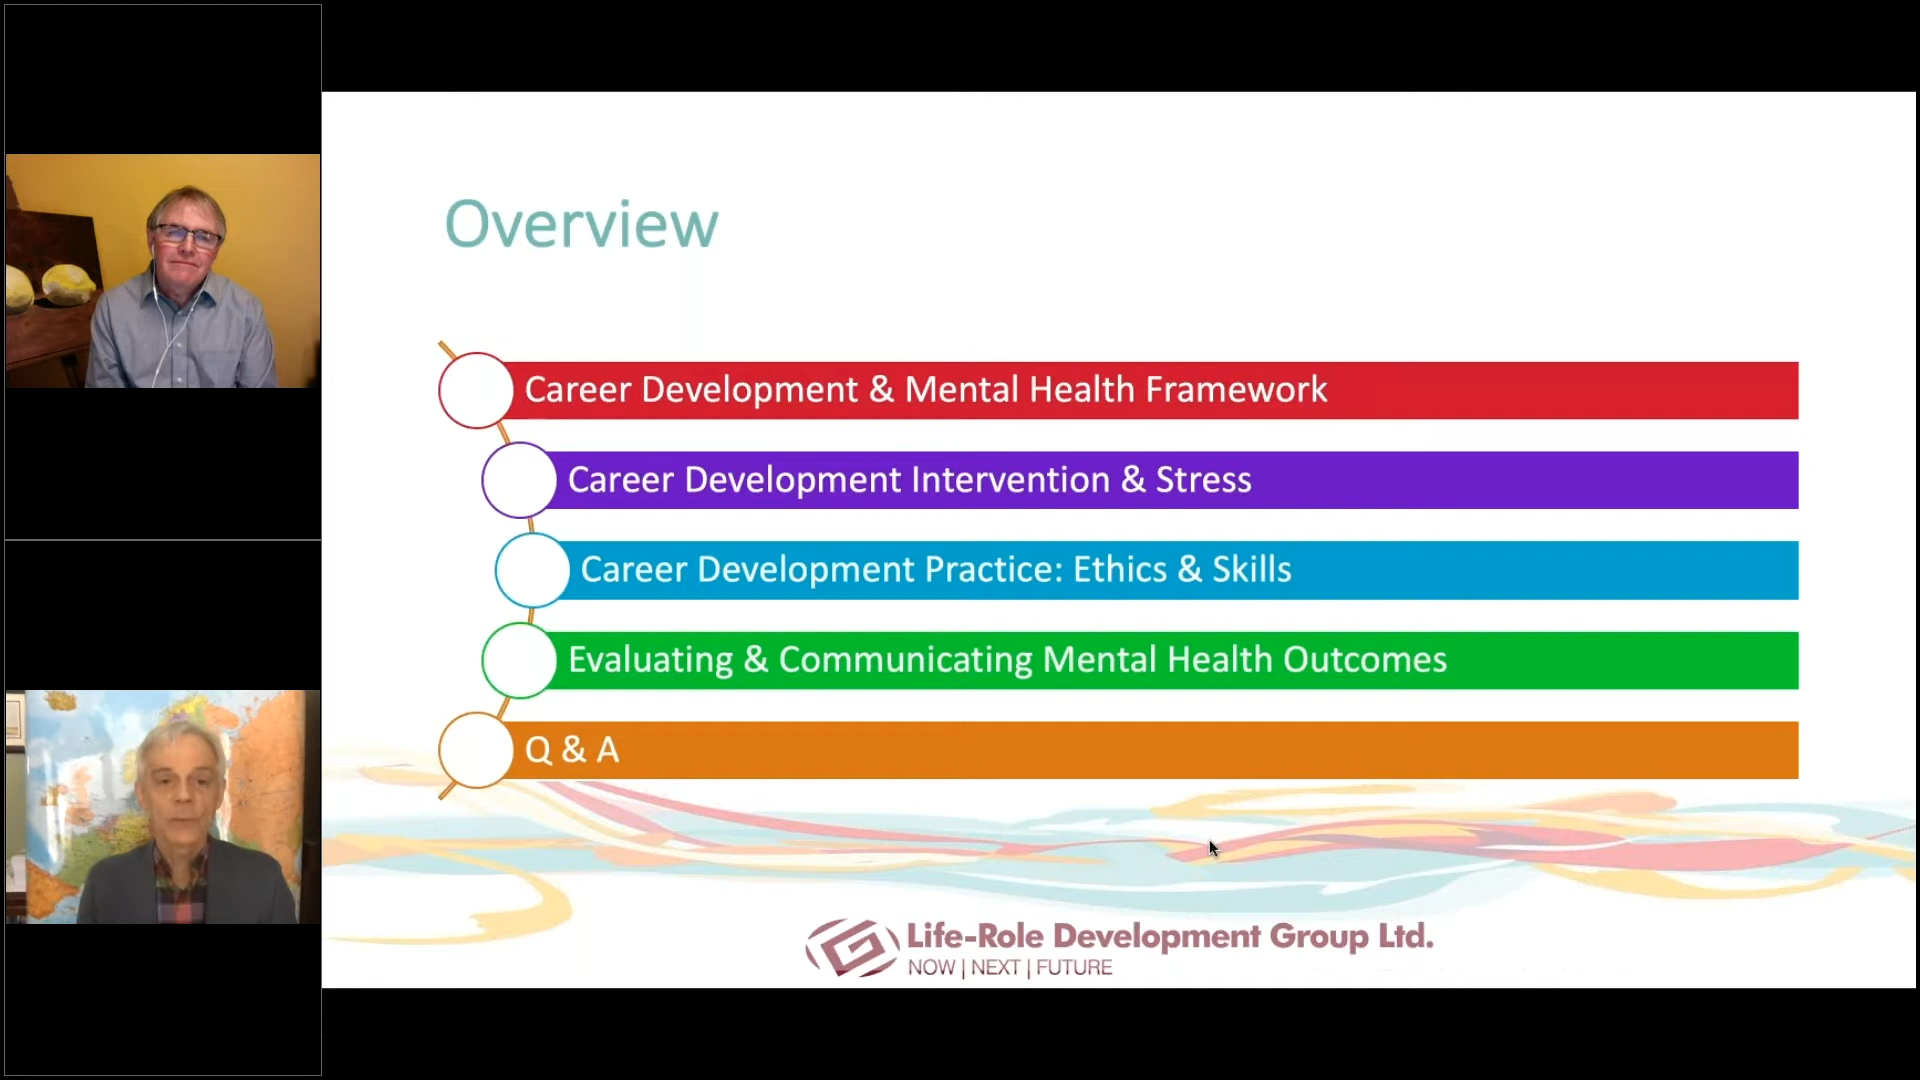 Overview
Career Development & Mental Health Framework
Career Development Intervention & Stress
Career Development Practice: Ethics & Skills
Evaluating & Communicating Mental Health Outcomes
Q & A
Life-Role Development Group Ltd.
NOW | NEXT | FUTURE